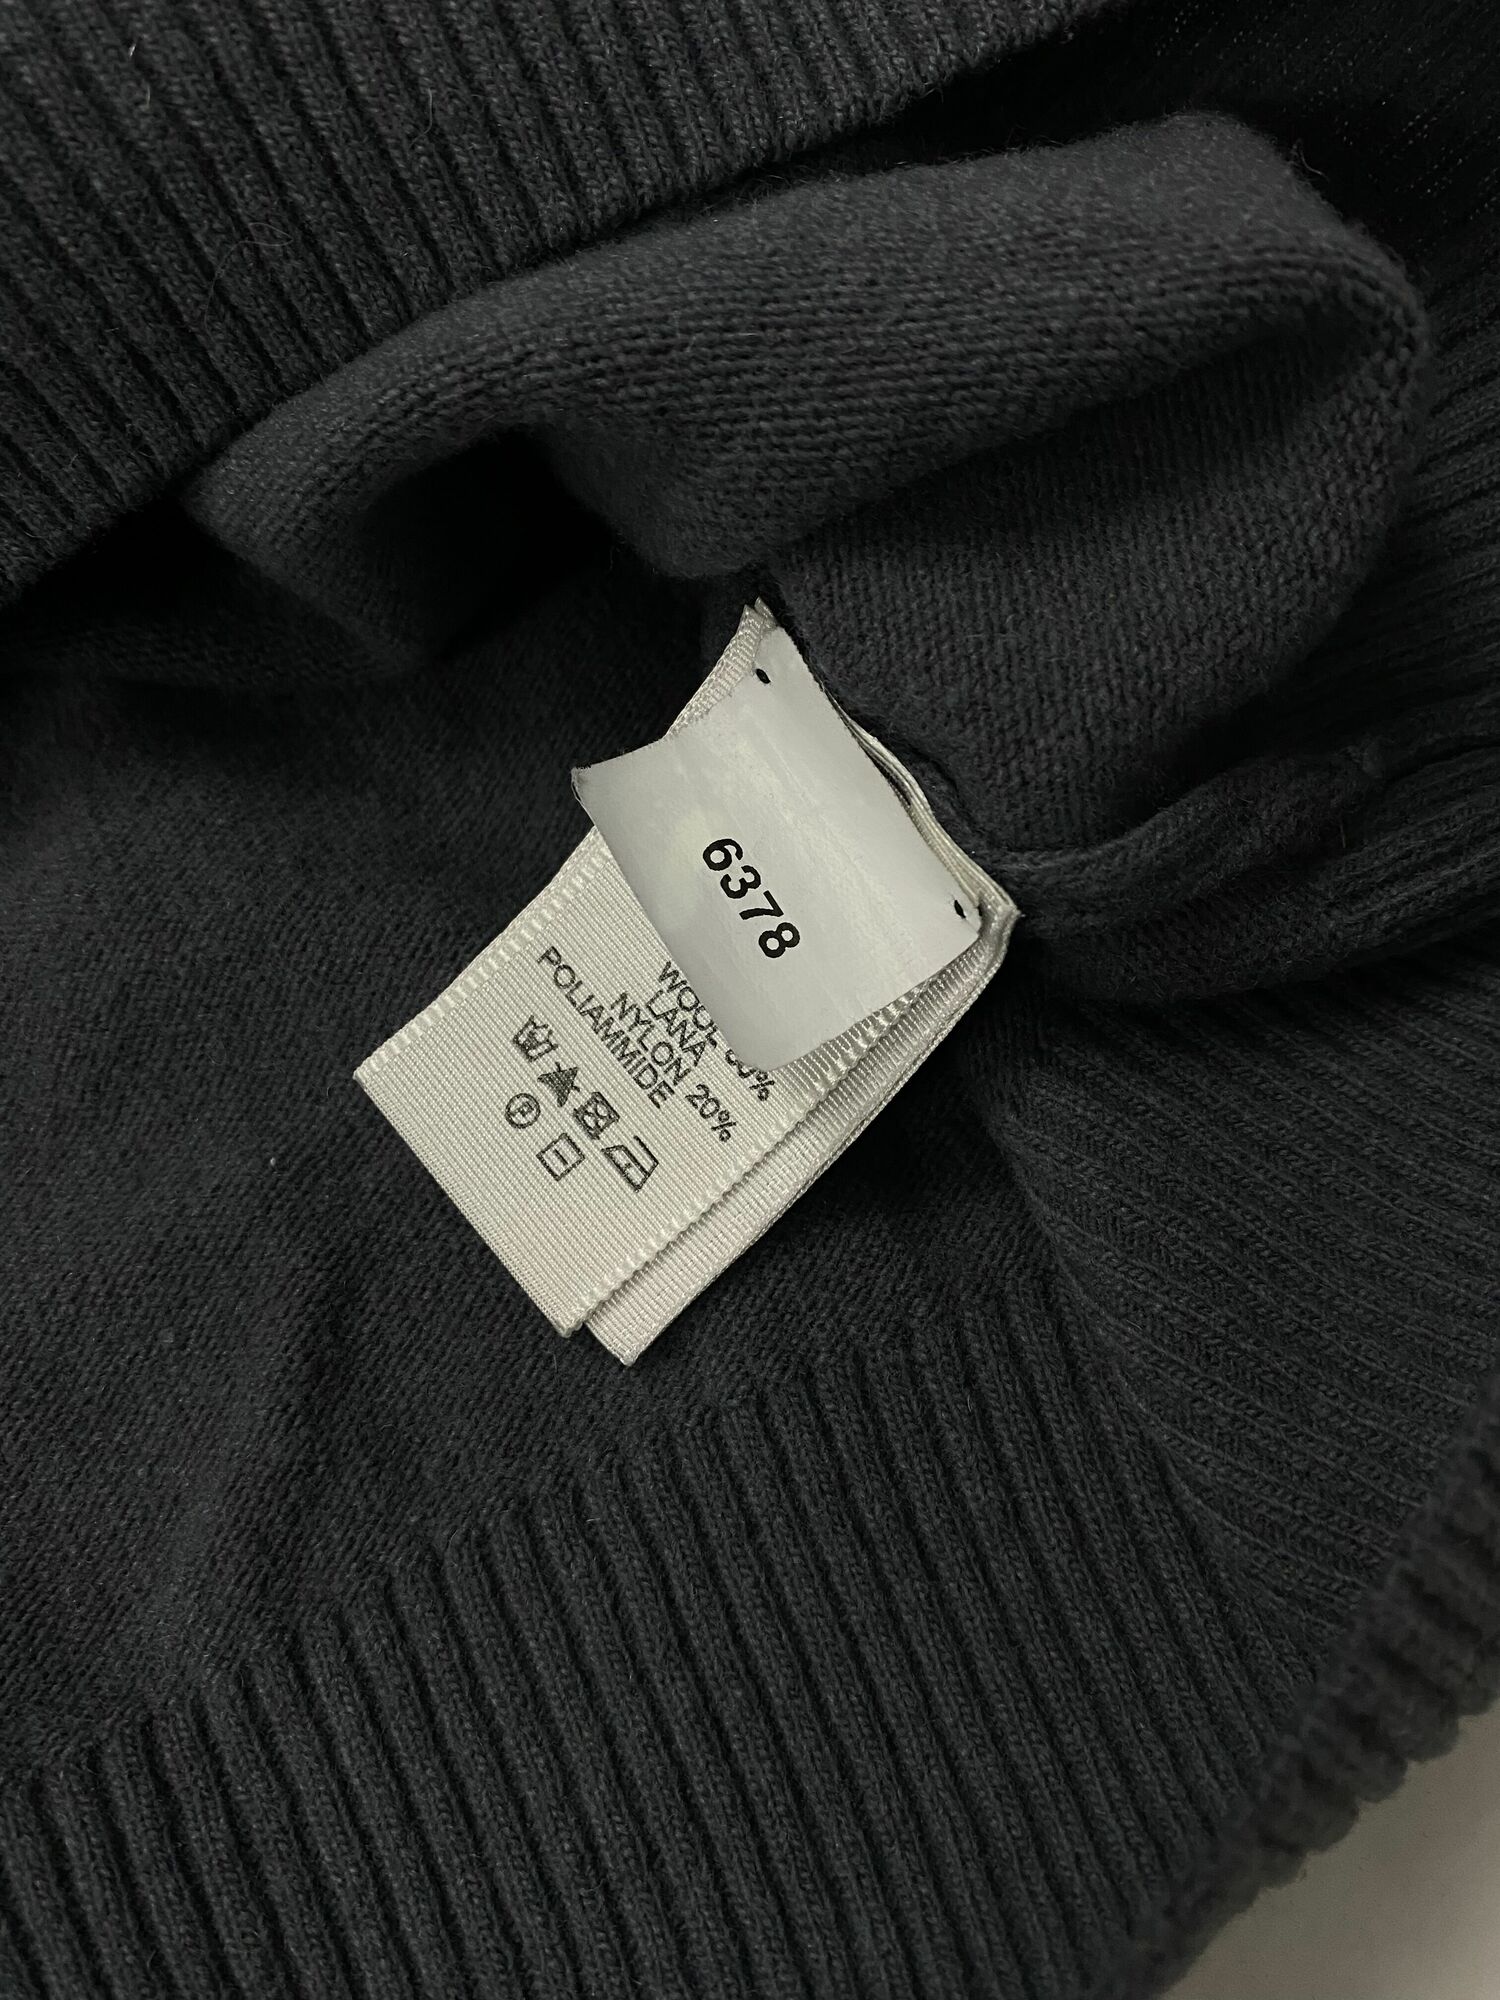 6378
WOOL 80%
LANA
NYLON 20%
POLIAMMIDE
P